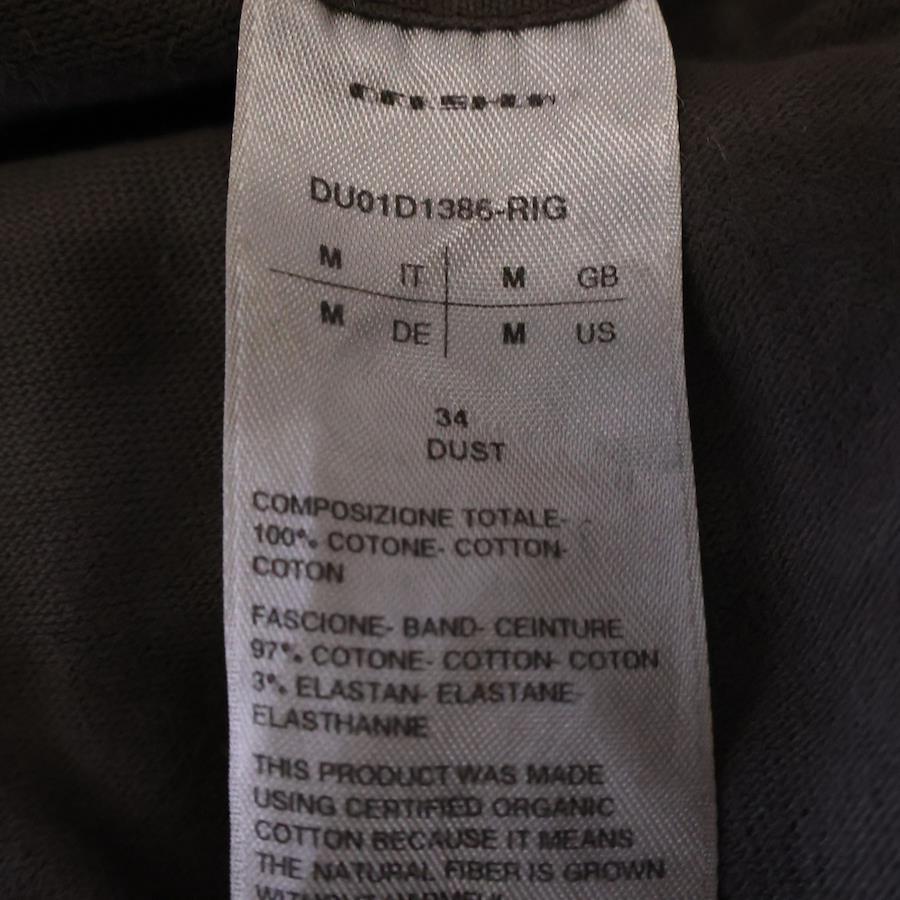 DRKSHDW
DU01D1386-RIG
M IT M GB
M DE M US
34
DUST
COMPOSIZIONE TOTALE-
100% COTONE- COTTON-
COTON
FASCIONE- BAND- CEINTURE
97% COTONE- COTTON- COTON
3% ELASTAN- ELASTANE-
ELASTHANNE
THIS PRODUCT WAS MADE
USING CERTIFIED ORGANIC
COTTON BECAUSE IT MEANS
THE NATURAL FIBER IS GROWN
WITHOUT